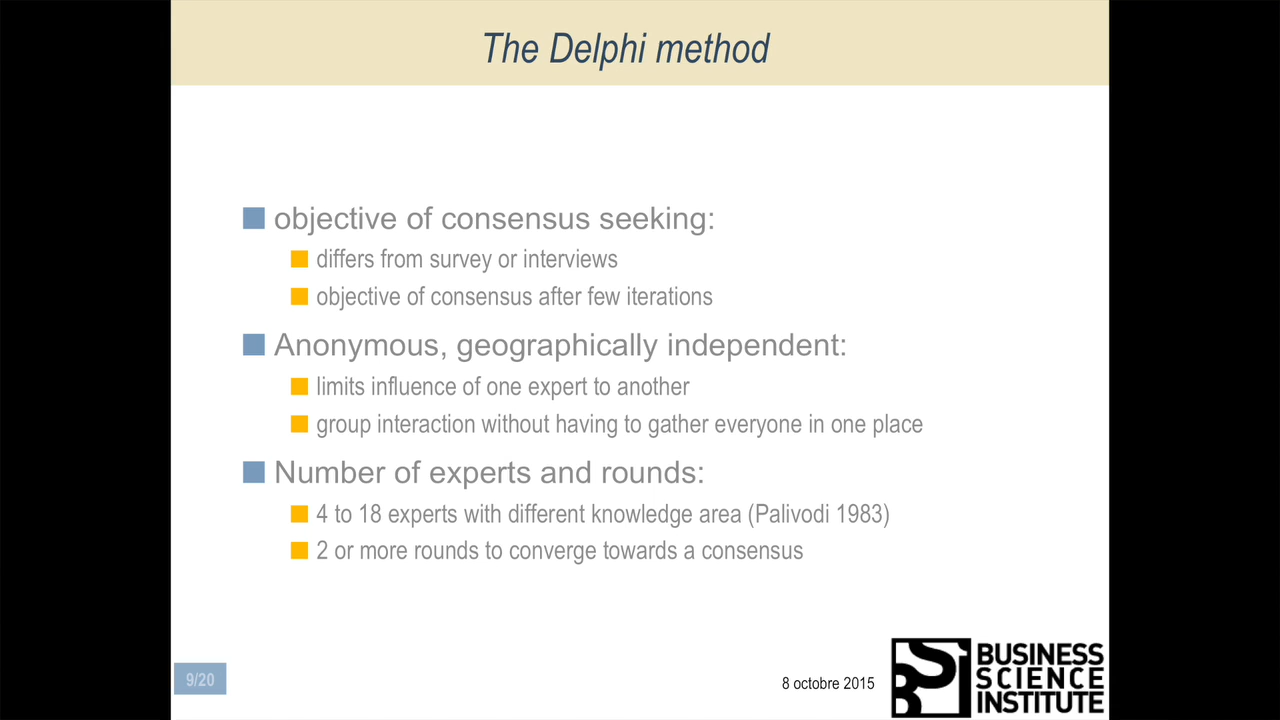 The Delphi method
objective of consensus seeking:
differs from survey or interviews
objective of consensus after few iterations
Anonymous, geographically independent:
limits influence of one expert to another
group interaction without having to gather everyone in one place
Number of experts and rounds:
4 to 18 experts with different knowledge area (Palivodi 1983)
2 or more rounds to converge towards a consensus
9/20
8 octobre 2015
BSi
BUSINESS
SCIENCE
INSTITUTE